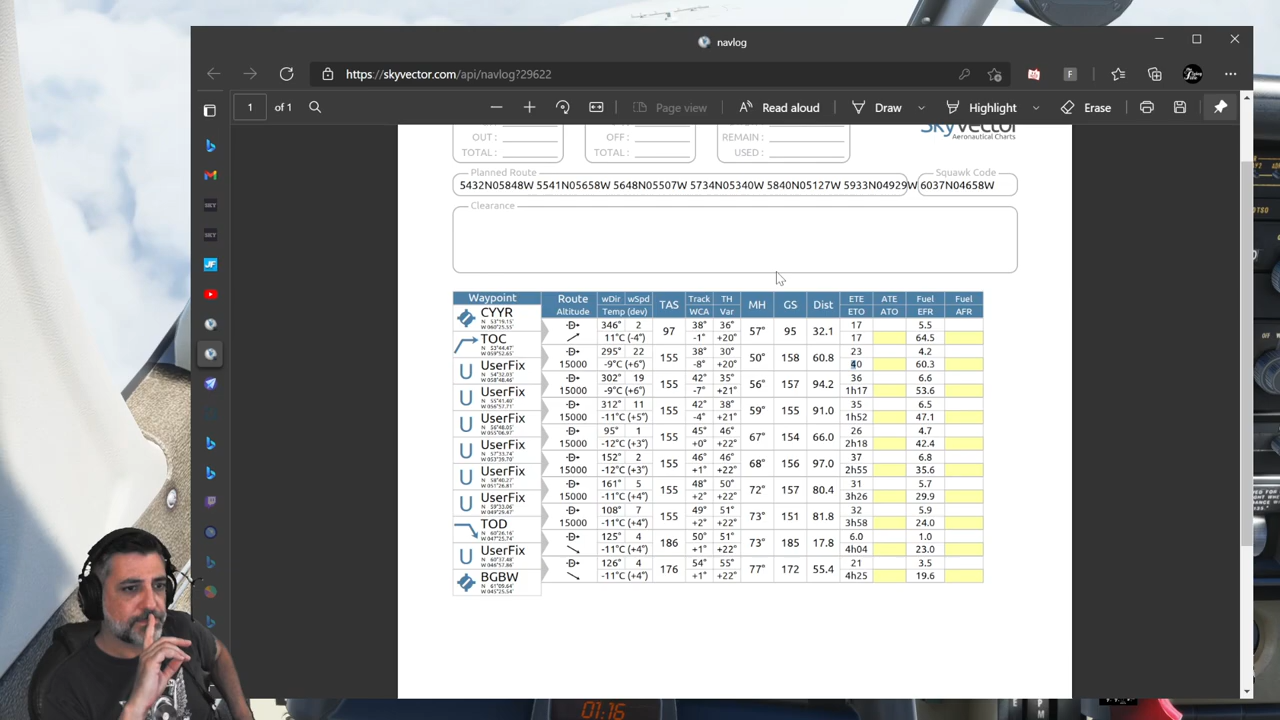 navlog
https://skyvector.com/api/navlog?29622
F
1 of 1 Page view Read aloud Draw Highlight Erase
OUT : OFF : REMAIN :
TOTAL : TOTAL : USED :
SkyVector
Aeronautical Charts
Planned Route Squawk Code
5432N05848W 5541N05658W 5648N05507W 5734N05340W 5840N05127W 5933N04929W 6037N04658W
Clearance
Waypoint Route wDir wSpd TAS Track TH MH GS Dist ETE ATE Fuel Fuel
Altitude Temp (dev) WCA Var ETO ATO EFR AFR
CYYR
-D→ 346° 2 97 38° 36° 57° 95 32.1 17 5.5
11°C (-4°) -1° +20° 17 64.5
TOC
-D→ 295° 22 155 38° 30° 50° 158 60.8 23 4.2
15000 -9°C (+6°) -8° +20° 40 60.3
UserFix
-D→ 302° 19 155 42° 35° 56° 157 94.2 36 6.6
15000 -9°C (+6°) -7° +21° 1h17 53.6
UserFix
-D→ 312° 11 155 42° 38° 59° 155 91.0 35 6.5
15000 -11°C (+5°) -4° +21° 1h52 47.1
UserFix
-D→ 95° 1 155 45° 46° 67° 154 66.0 26 4.7
15000 -12°C (+3°) +0° +22° 2h18 42.4
UserFix
-D→ 152° 2 155 46° 46° 68° 156 97.0 37 6.8
15000 -12°C (+3°) +1° +22° 2h55 35.6
UserFix
-D→ 161° 5 155 48° 50° 72° 157 80.4 31 5.7
15000 -11°C (+4°) +2° +22° 3h26 29.9
UserFix
-D→ 108° 7 155 49° 51° 73° 151 81.8 32 5.9
15000 -11°C (+4°) +2° +22° 3h58 24.0
TOD
-D→ 125° 4 186 50° 51° 73° 185 17.8 6.0 1.0
-11°C (+4°) +1° +22° 4h04 23.0
UserFix
-D→ 126° 4 176 54° 55° 77° 172 55.4 21 3.5
-11°C (+4°) +1° +22° 4h25 19.6
BGBW
01:16